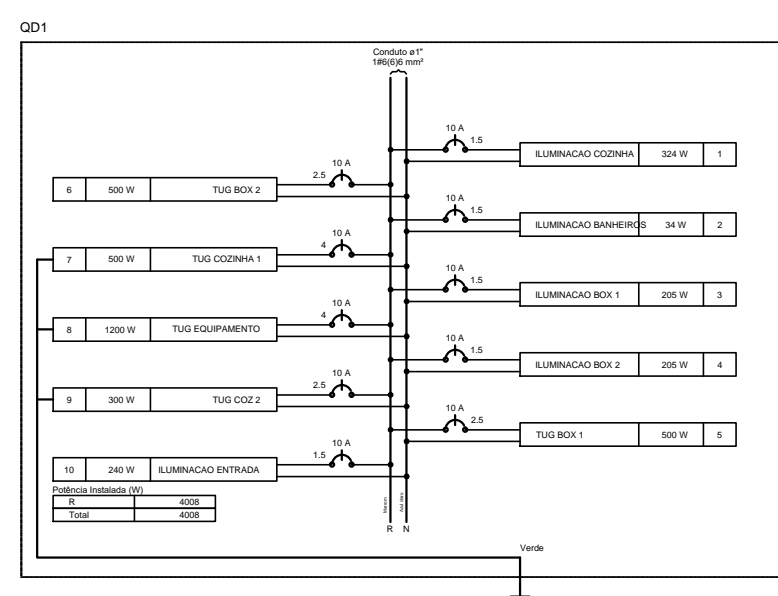 QD1
Conduto ø1"
1#6(6)6 mm²
10 A
1.5
ILUMINACAO COZINHA 324 W 1
10 A
2.5
6 500 W TUG BOX 2
10 A
1.5
ILUMINACAO BANHEIROS 34 W 2
10 A
4
7 500 W TUG COZINHA 1
10 A
1.5
ILUMINACAO BOX 1 205 W 3
10 A
4
8 1200 W TUG EQUIPAMENTO
10 A
1.5
ILUMINACAO BOX 2 205 W 4
10 A
2.5
9 300 W TUG COZ 2
10 A
2.5
TUG BOX 1 500 W 5
10 A
1.5
10 240 W ILUMINACAO ENTRADA
Potência Instalada (W)
R 4008
Total 4008
Marrom
Azul claro
R N
Verde